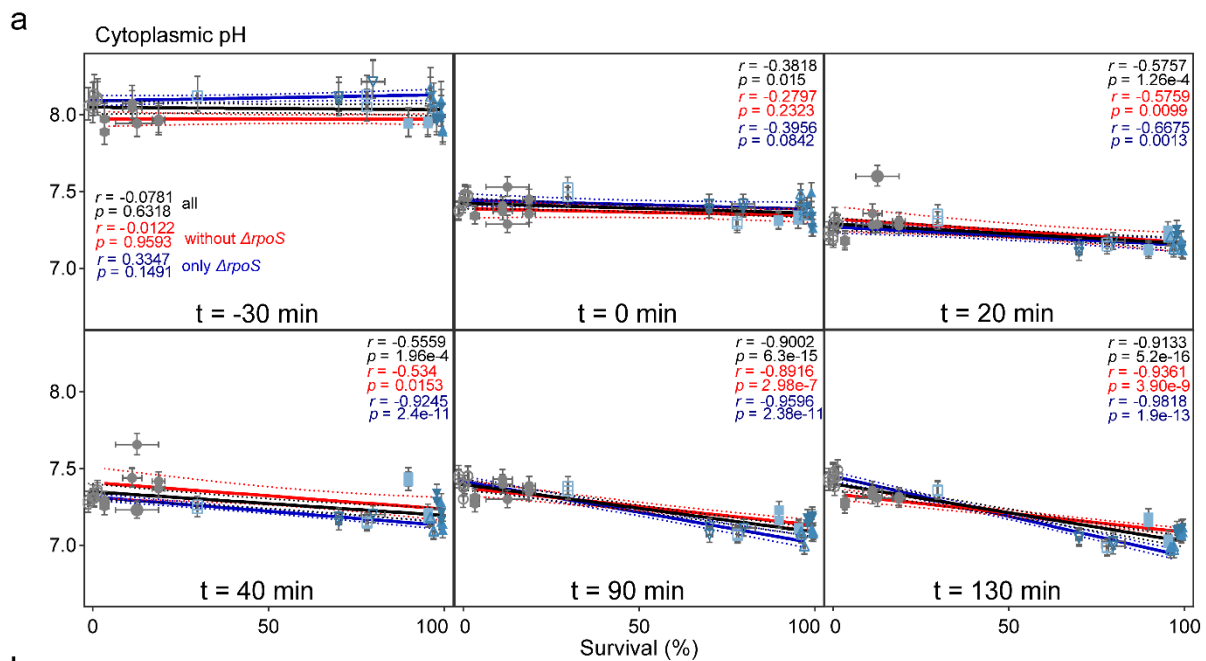 a
Cytoplasmic pH
8.0
7.5
7.0
r = -0.0781
p = 0.6318
all
r = -0.0122
p = 0.9593
without ΔrpoS
r = 0.3347
p = 0.1491
only ΔrpoS
t = -30 min
r = -0.3818
p = 0.015
r = -0.2797
p = 0.2323
r = -0.3956
p = 0.0842
t = 0 min
r = -0.5757
p = 1.26e-4
r = -0.5759
p = 0.0099
r = -0.6675
p = 0.0013
t = 20 min
8.0
7.5
7.0
r = -0.5559
p = 1.96e-4
r = -0.534
p = 0.0153
r = -0.9245
p = 2.4e-11
t = 40 min
r = -0.9002
p = 6.3e-15
r = -0.8916
p = 2.98e-7
r = -0.9596
p = 2.38e-11
t = 90 min
r = -0.9133
p = 5.2e-16
r = -0.9361
p = 3.90e-9
r = -0.9818
p = 1.9e-13
t = 130 min
0 50 100 0 50 100 0 50 100
Survival (%)